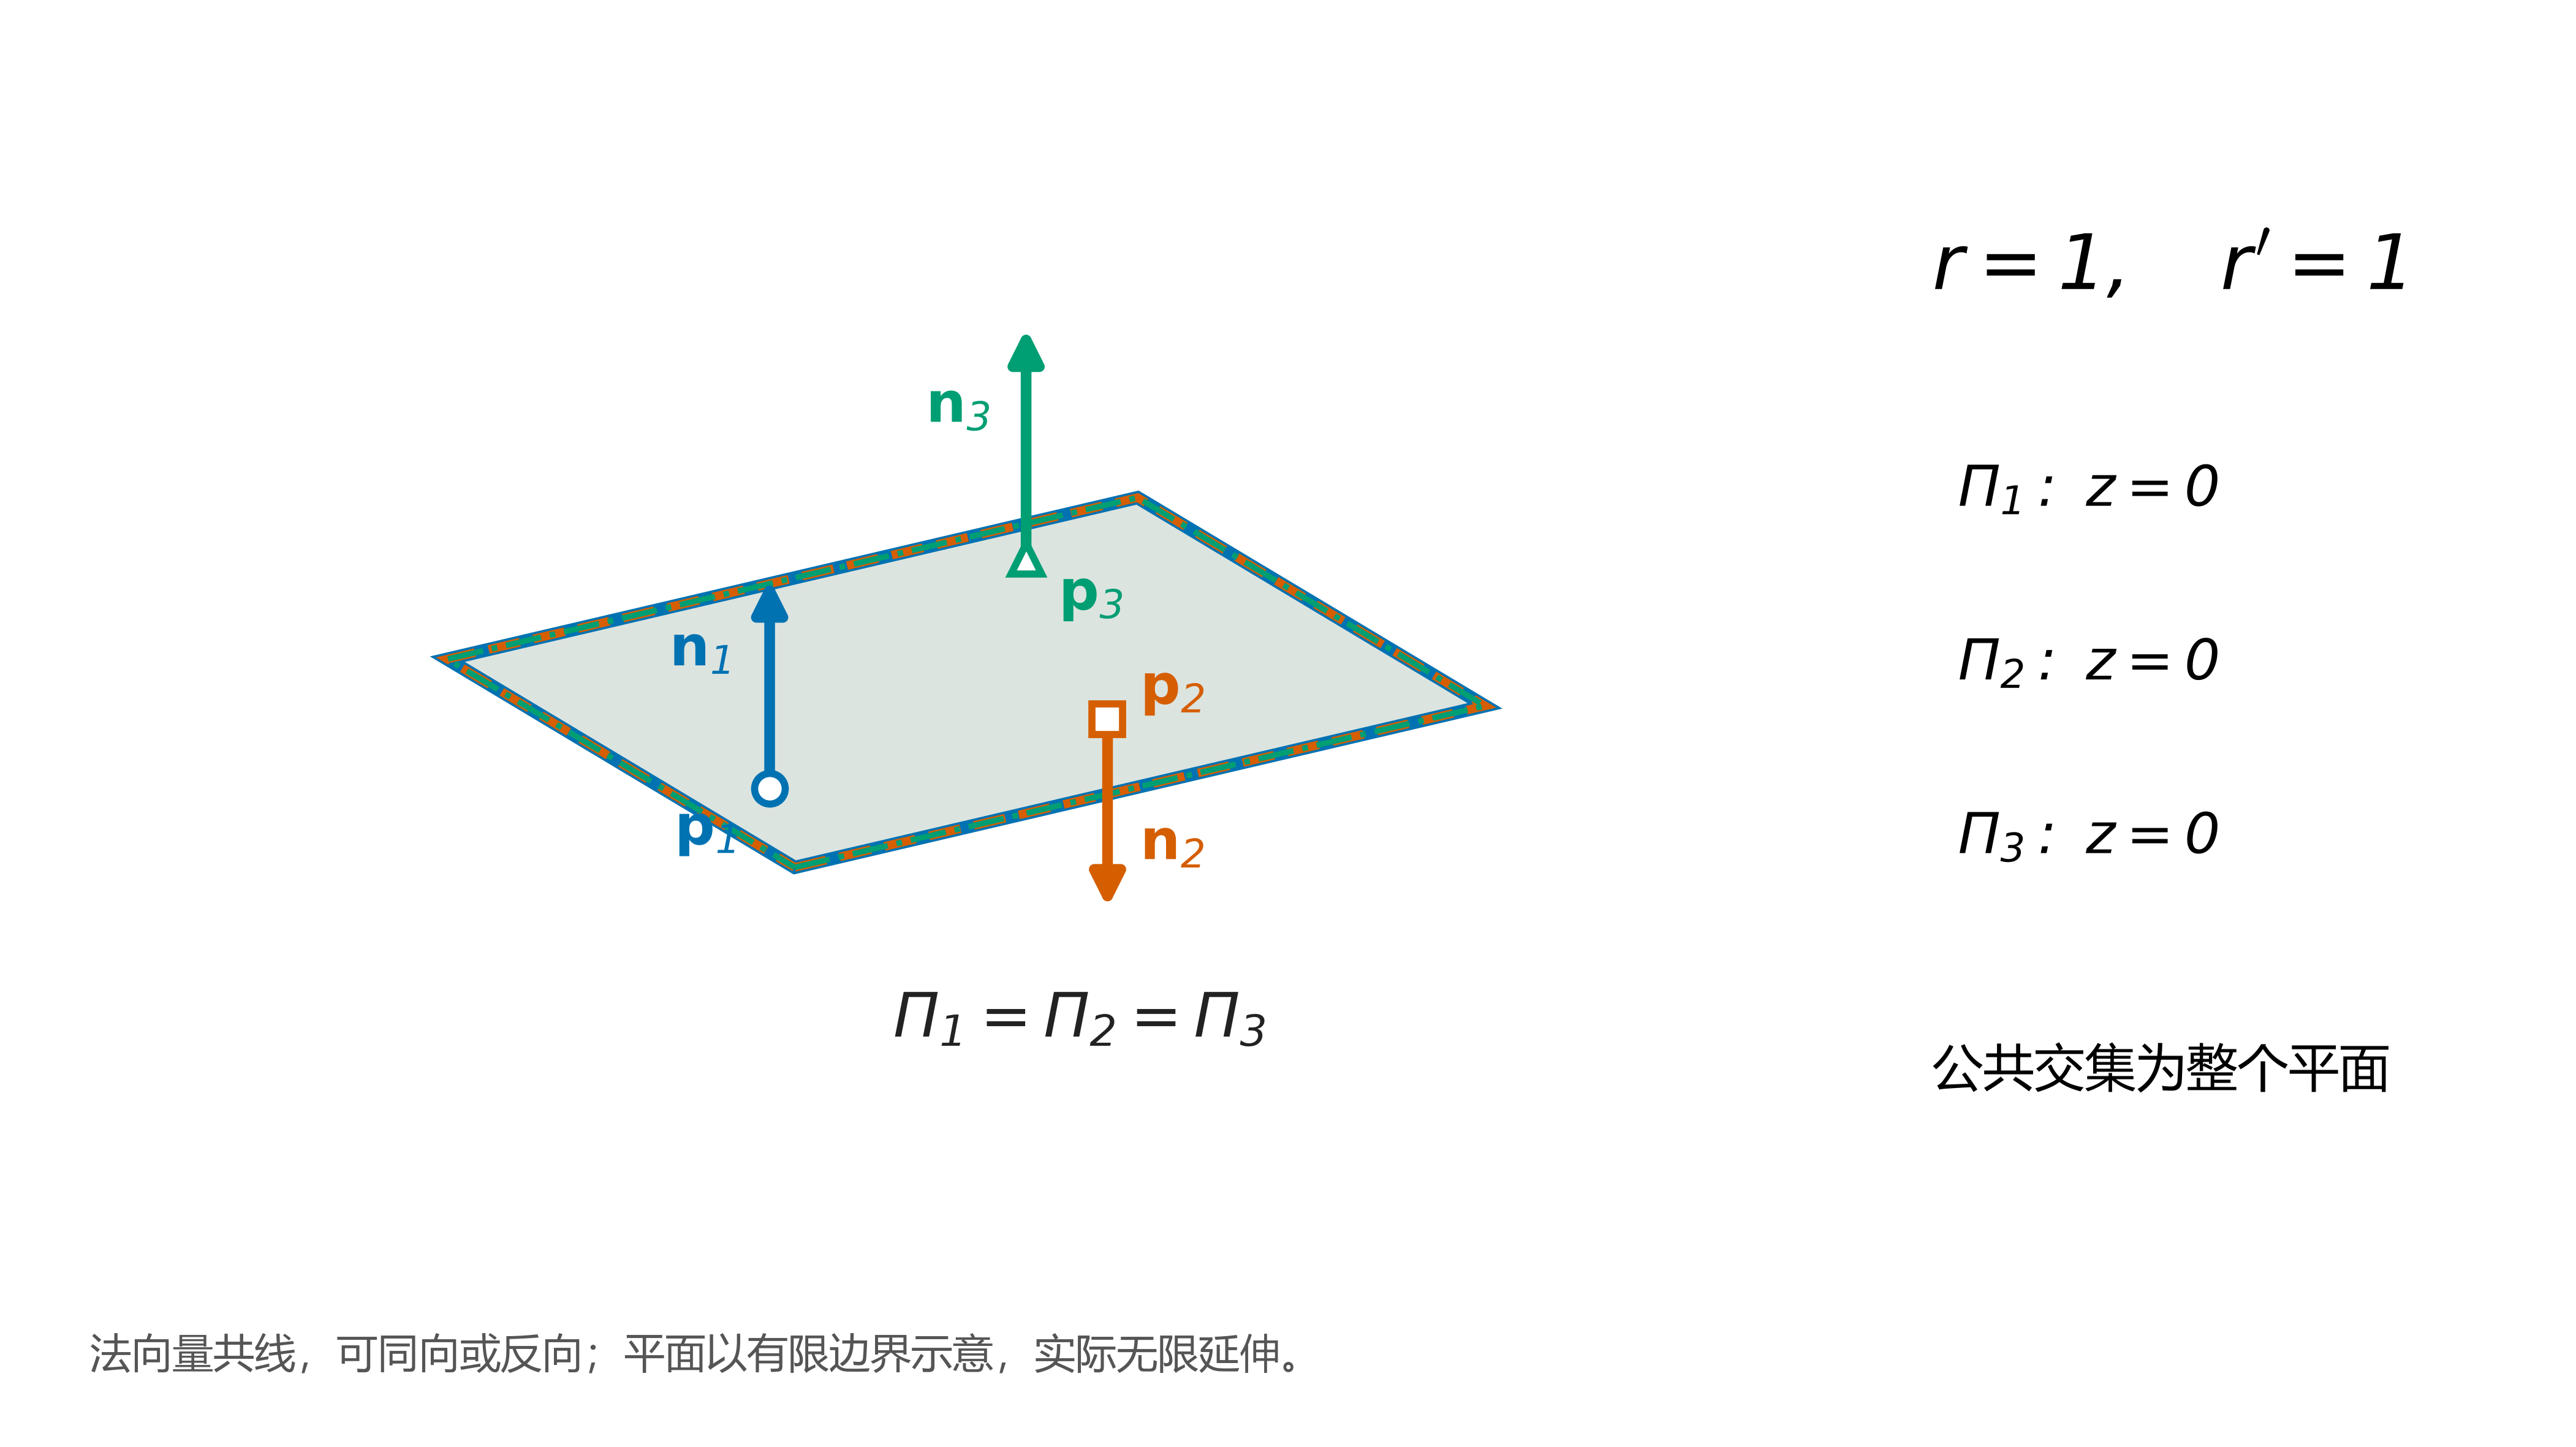 r = 1,  r′ = 1
n₃
Π₁ : z = 0
p₃
n₁
Π₂ : z = 0
p₂
p₁
n₂
Π₃ : z = 0
Π₁ = Π₂ = Π₃
公共交集为整个平面
法向量共线，可同向或反向；平面以有限边界示意，实际无限延伸。